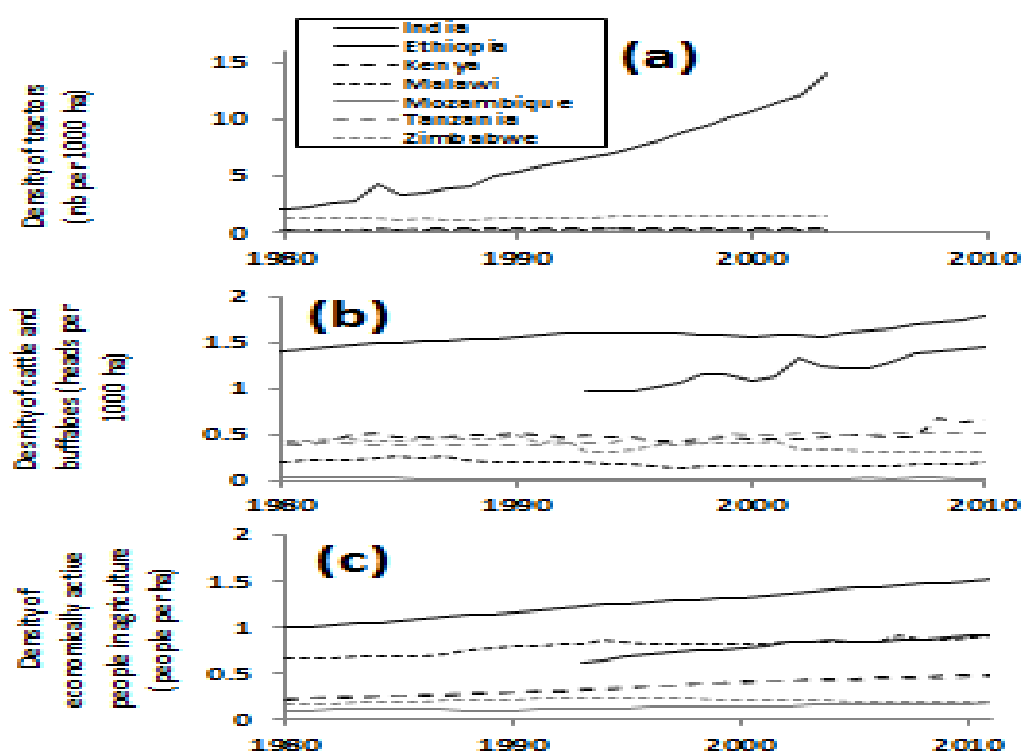 India
Ethiopia
Kenya
Malawi
Mozambique
Tanzania
Zimbabwe
(a)
Density of tractors
(nb per 1000 ha)
15
10
5
0
1980
1990
2000
2010
(b)
Density of cattle and
buffaloes (heads per
1000 ha)
2
1.5
1
0.5
0
1980
1990
2000
2010
(c)
Density of
economically active
people in agriculture
(people per ha)
2
1.5
1
0.5
0
1980
1990
2000
2010